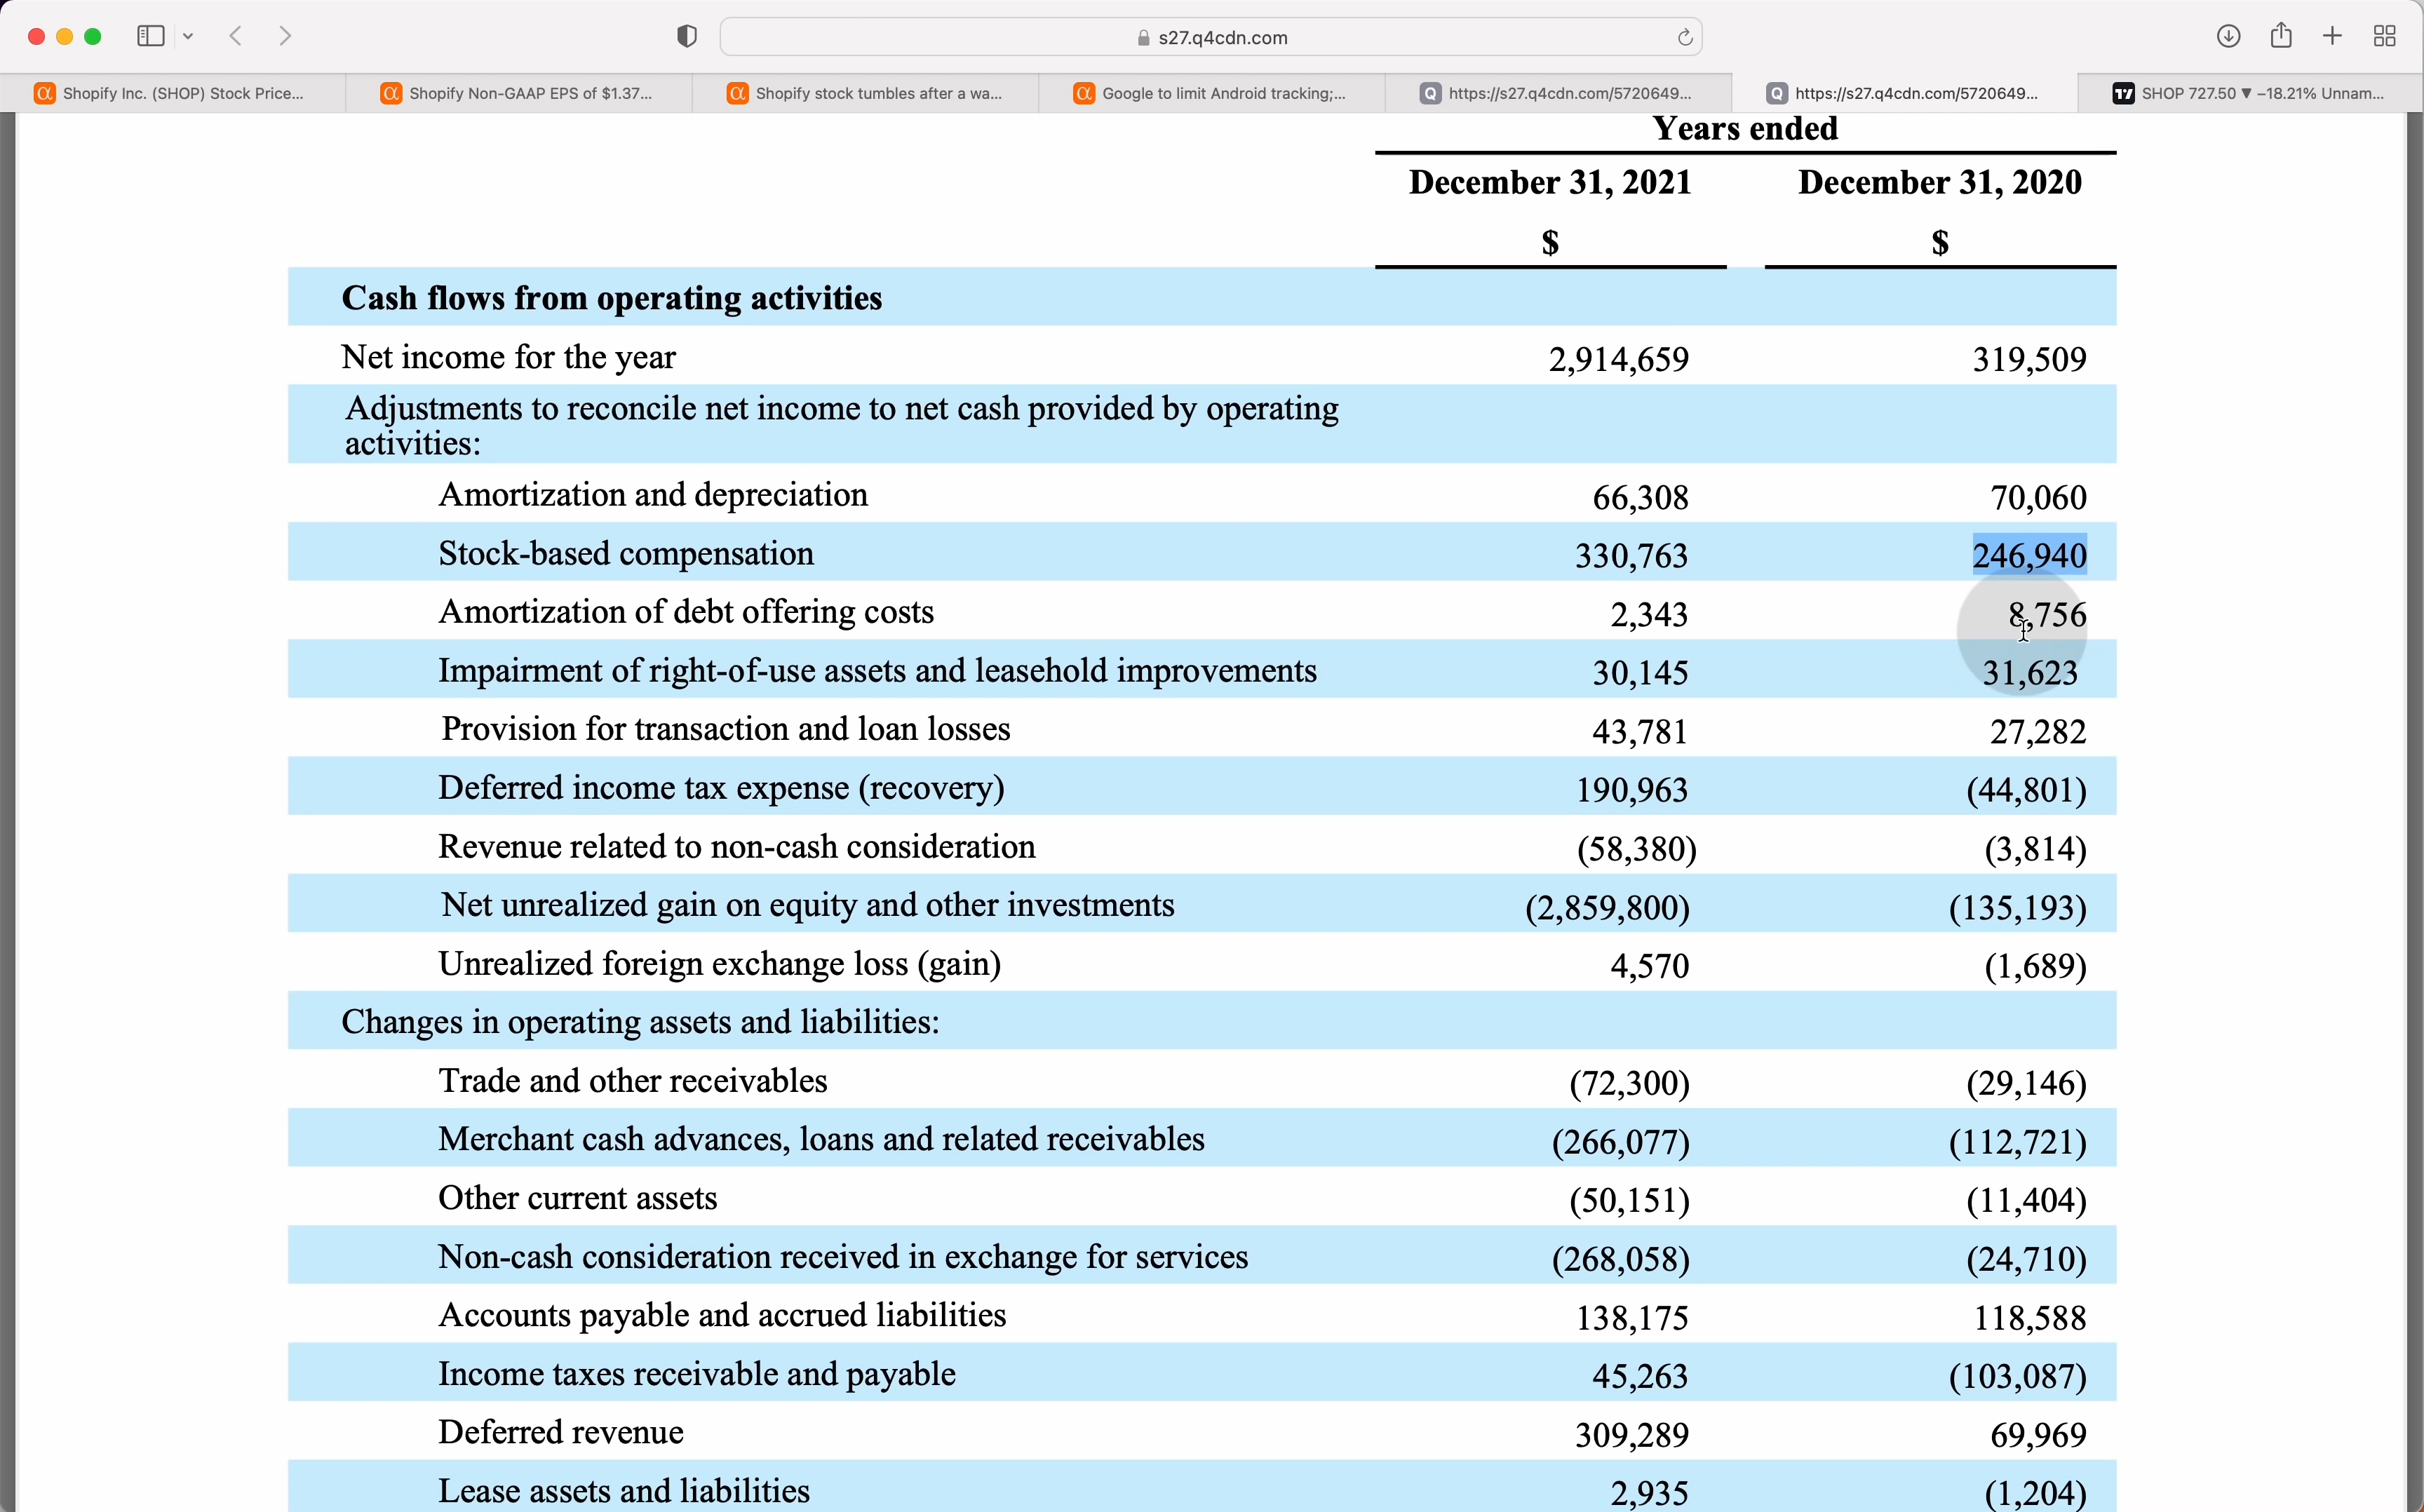 s27.q4cdn.com
Shopify Inc. (SHOP) Stock Price...
Shopify Non-GAAP EPS of $1.37...
Shopify stock tumbles after a wa...
Google to limit Android tracking;...
Q https://s27.q4cdn.com/5720649...
Q https://s27.q4cdn.com/5720649...
SHOP 727.50 ▼ −18.21% Unnam...
Years ended
December 31, 2021 December 31, 2020
$ $
Cash flows from operating activities
Net income for the year 2,914,659 319,509
Adjustments to reconcile net income to net cash provided by operating
activities:
Amortization and depreciation 66,308 70,060
Stock-based compensation 330,763 246,940
Amortization of debt offering costs 2,343 8,756
Impairment of right-of-use assets and leasehold improvements 30,145 31,623
Provision for transaction and loan losses 43,781 27,282
Deferred income tax expense (recovery) 190,963 (44,801)
Revenue related to non-cash consideration (58,380) (3,814)
Net unrealized gain on equity and other investments (2,859,800) (135,193)
Unrealized foreign exchange loss (gain) 4,570 (1,689)
Changes in operating assets and liabilities:
Trade and other receivables (72,300) (29,146)
Merchant cash advances, loans and related receivables (266,077) (112,721)
Other current assets (50,151) (11,404)
Non-cash consideration received in exchange for services (268,058) (24,710)
Accounts payable and accrued liabilities 138,175 118,588
Income taxes receivable and payable 45,263 (103,087)
Deferred revenue 309,289 69,969
Lease assets and liabilities 2,935 (1,204)